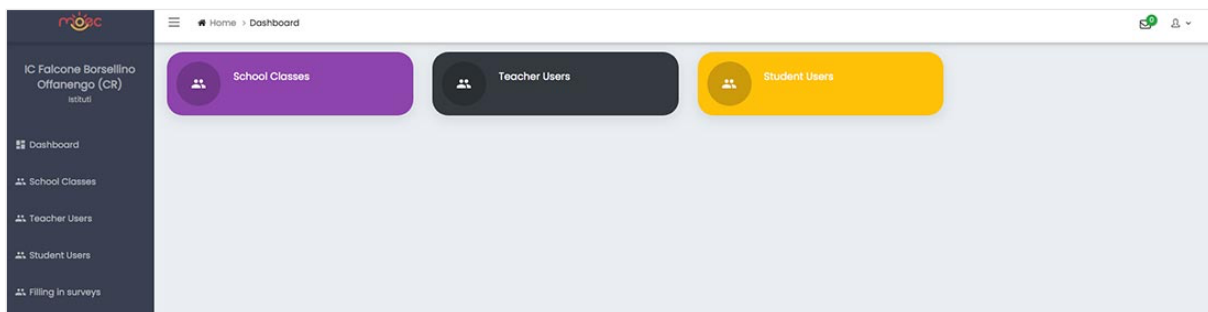 mooc
Home > Dashboard
0
IC Falcone Borsellino
Offanengo (CR)
Istituti
Dashboard
School Classes
Teacher Users
Student Users
Filling in surveys
School Classes
Teacher Users
Student Users